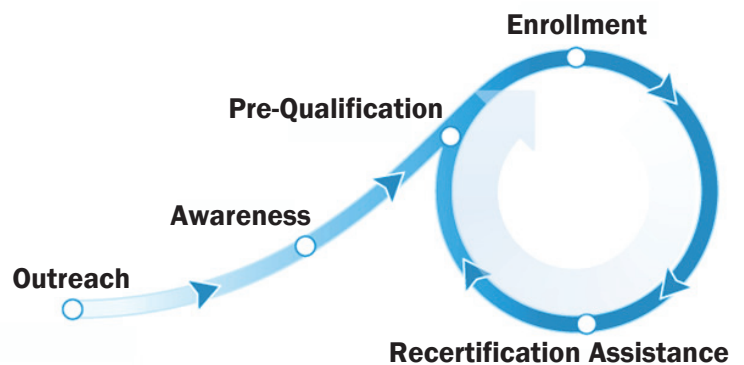 Enrollment
Pre-Qualification
Awareness
Outreach
Recertification Assistance